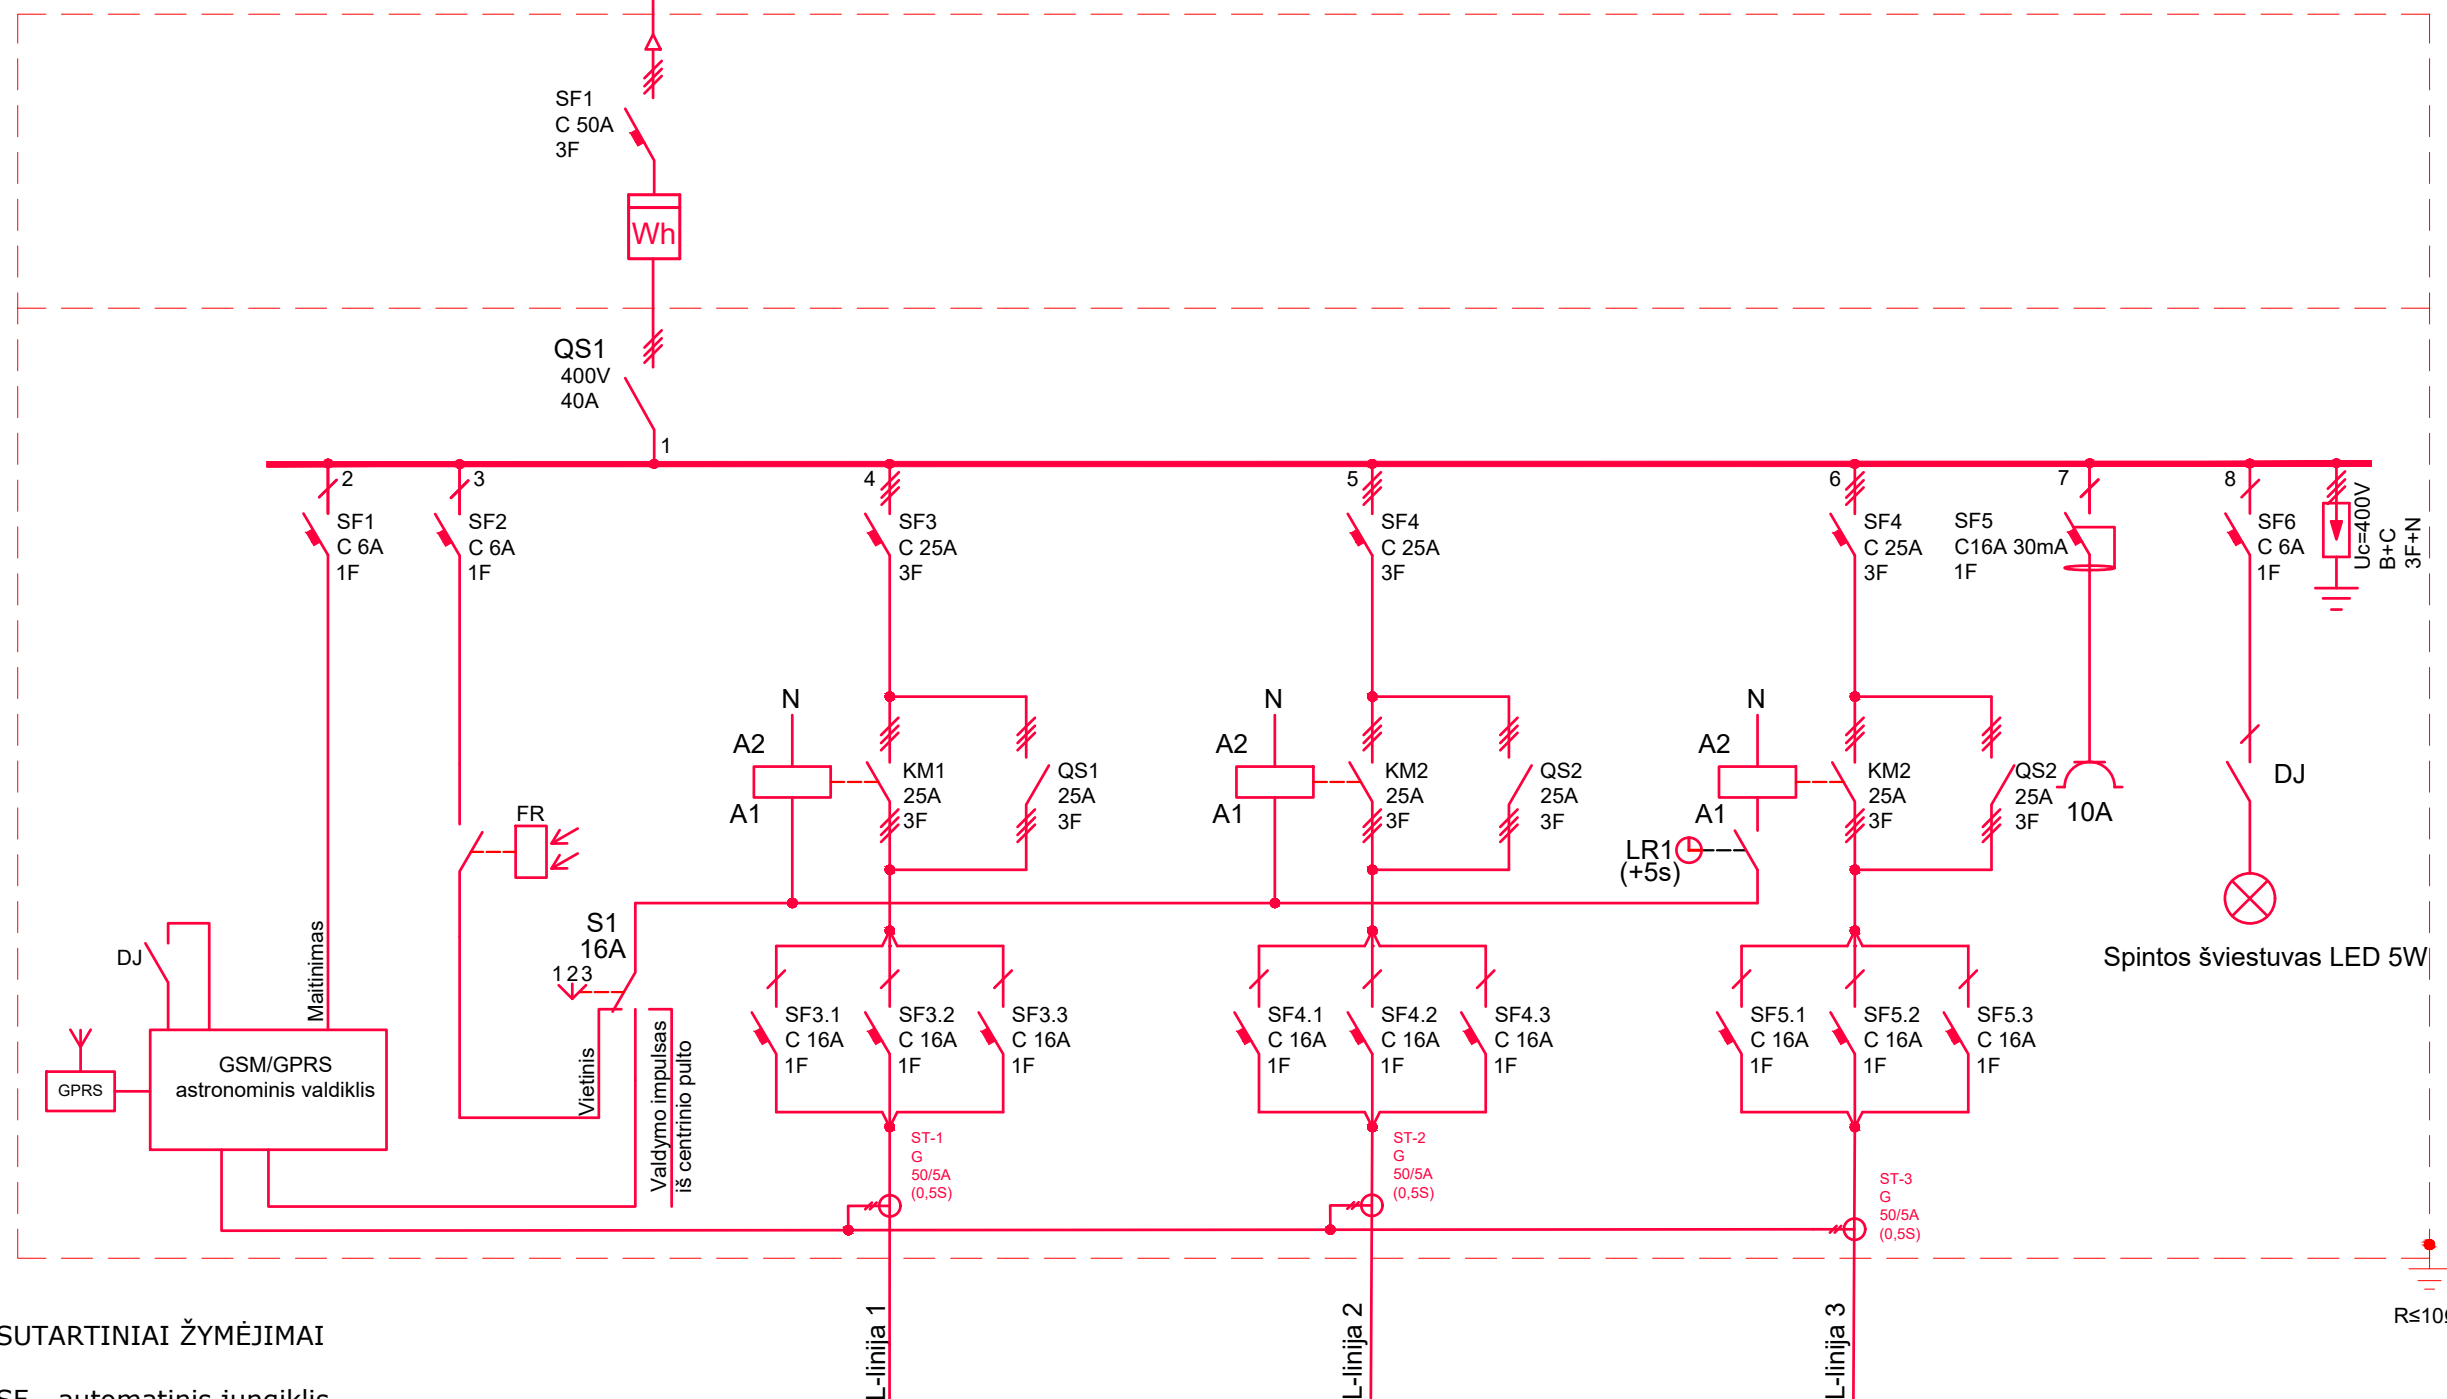 SF1
C 50A
3F
Wh
QS1
400V
40A
1
2
3
4
5
6
7
8
SF1
C 6A
1F
SF2
C 6A
1F
SF3
C 25A
3F
SF4
C 25A
3F
SF4
C 25A
3F
SF5
C16A 30mA
1F
SF6
C 6A
1F
Uc=400V
B+C
3F+N
N
A2
A1
KM1
25A
3F
QS1
25A
3F
N
A2
A1
KM2
25A
3F
QS2
25A
3F
N
A2
A1
KM2
25A
3F
QS2
25A
3F
LR1
(+5s)
10A
DJ
Spintos šviestuvas LED 5W
FR
S1
16A
1 2 3
DJ
Maitinimas
GPRS
GSM/GPRS
astronominis valdiklis
Vietinis
Valdymo impulsas
iš centrinio pulto
SF3.1
C 16A
1F
SF3.2
C 16A
1F
SF3.3
C 16A
1F
SF4.1
C 16A
1F
SF4.2
C 16A
1F
SF4.3
C 16A
1F
SF5.1
C 16A
1F
SF5.2
C 16A
1F
SF5.3
C 16A
1F
ST-1
G
50/5A
(0,5S)
ST-2
G
50/5A
(0,5S)
ST-3
G
50/5A
(0,5S)
L-linija 1
L-linija 2
L-linija 3
R≤10
SUTARTINIAI ŽYMĖJIMAI
SF - automatinis jungiklis